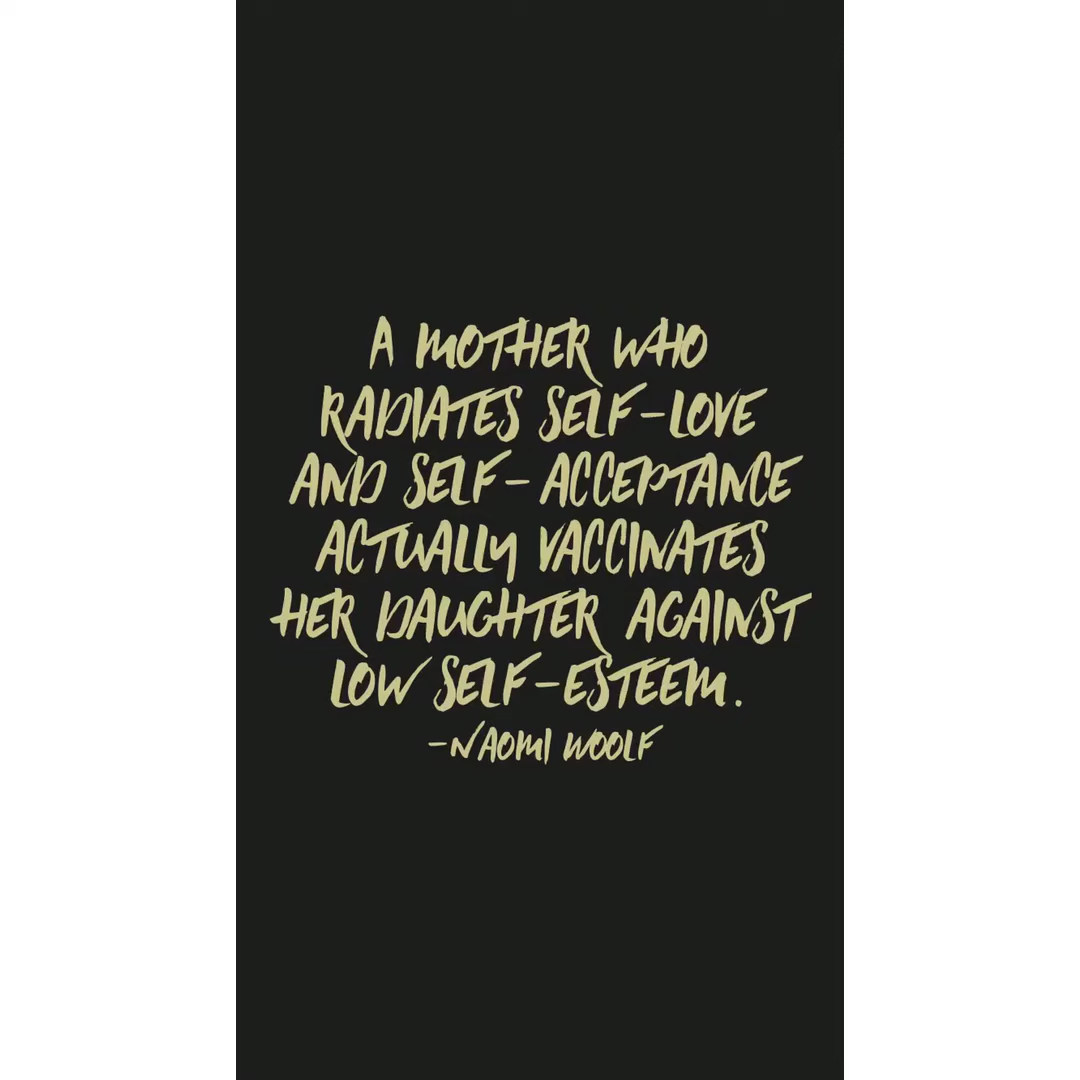 A MOTHER WHO
RADIATES SELF-LOVE
AND SELF-ACCEPTANCE
ACTUALLY VACCINATES
HER DAUGHTER AGAINST
LOW SELF-ESTEEM.
-NAOMI WOOLF